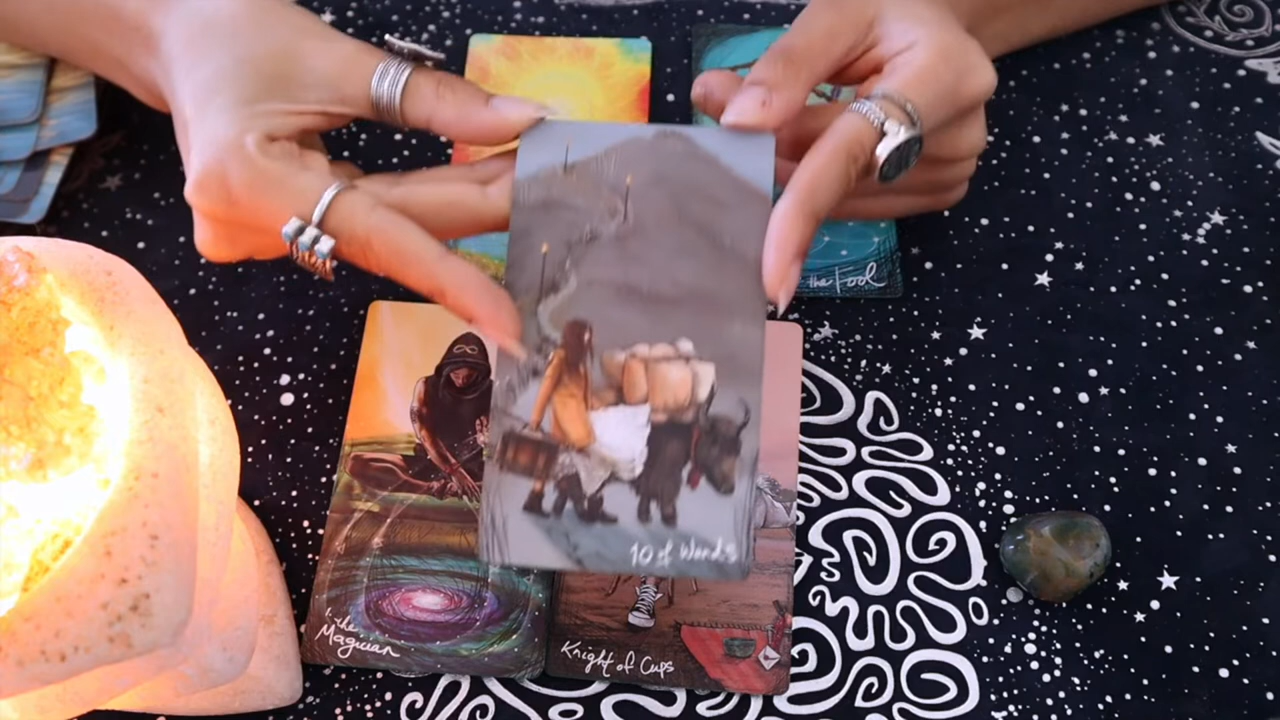 the Fool
10 of Wands
the
Magician
Knight of Cups